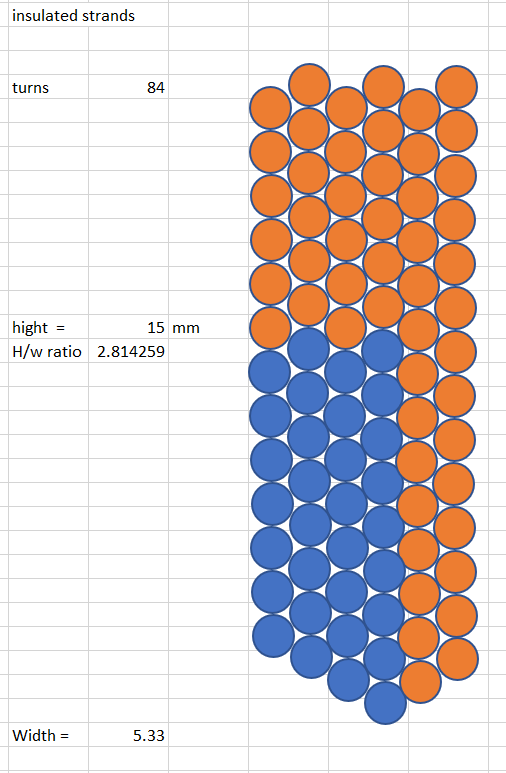 insulated strands
turns 84
hight = 15 mm
H/w ratio 2.814259
Width = 5.33